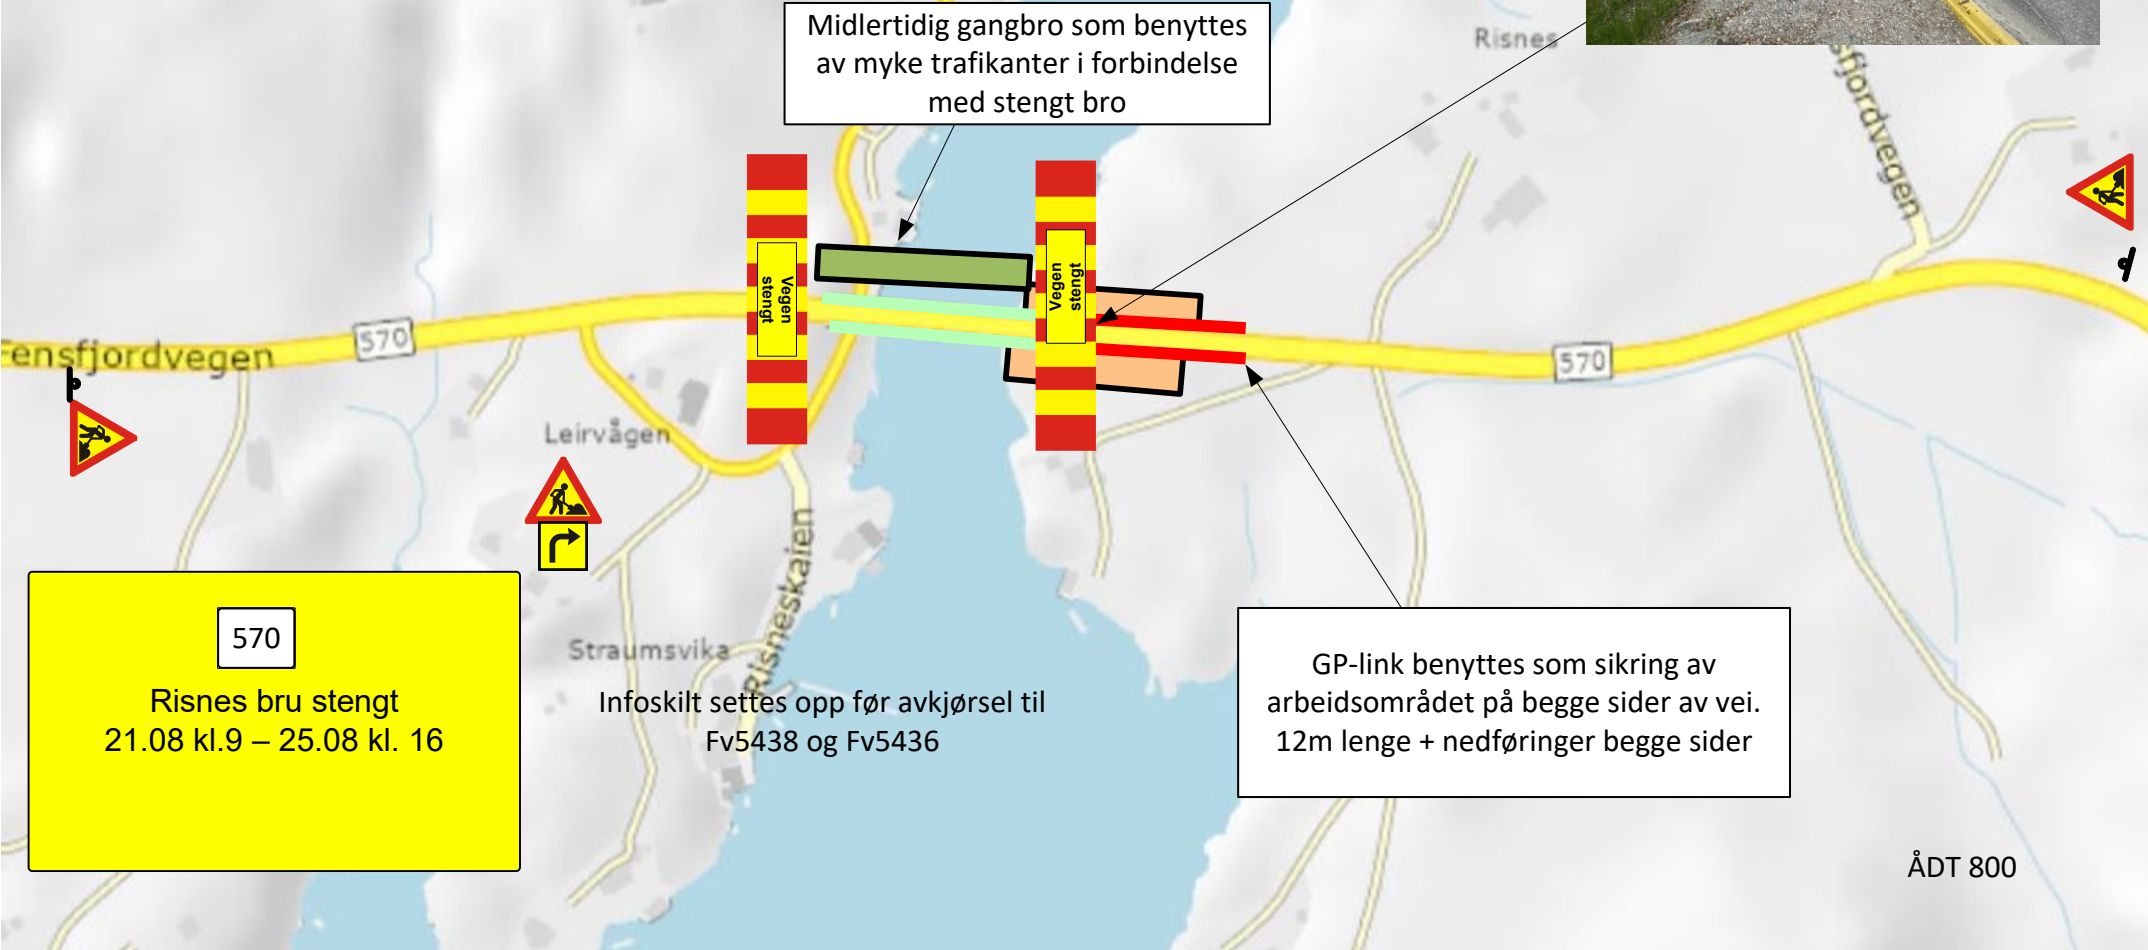 Midlertidig gangbro som benyttes
av myke trafikanter i forbindelse
med stengt bro
Risnes
sfjordvegen
Vegen
stengt
Vegen
stengt
570
ensfjordvegen
570
Leirvågen
Risneskaien
Straumsvika
570
Risnes bru stengt
21.08 kl.9 – 25.08 kl. 16
Infoskilt settes opp før avkjørsel til
Fv5438 og Fv5436
GP-link benyttes som sikring av
arbeidsområdet på begge sider av vei.
12m lenge + nedføringer begge sider
ÅDT 800